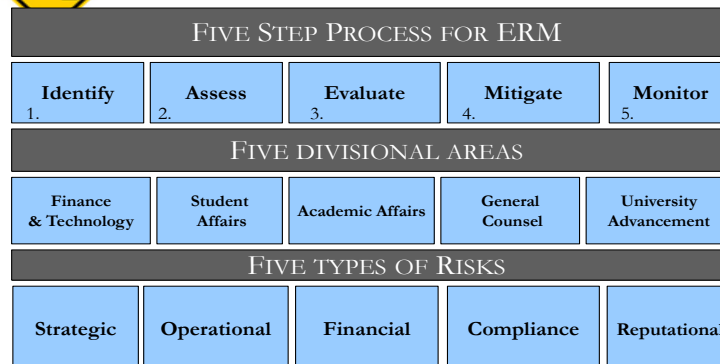 FIVE STEP PROCESS FOR ERM
Identify
1.
Assess
2.
Evaluate
3.
Mitigate
4.
Monitor
5.
FIVE DIVISIONAL AREAS
Finance
& Technology
Student
Affairs
Academic Affairs
General
Counsel
University
Advancement
FIVE TYPES OF RISKS
Strategic
Operational
Financial
Compliance
Reputational